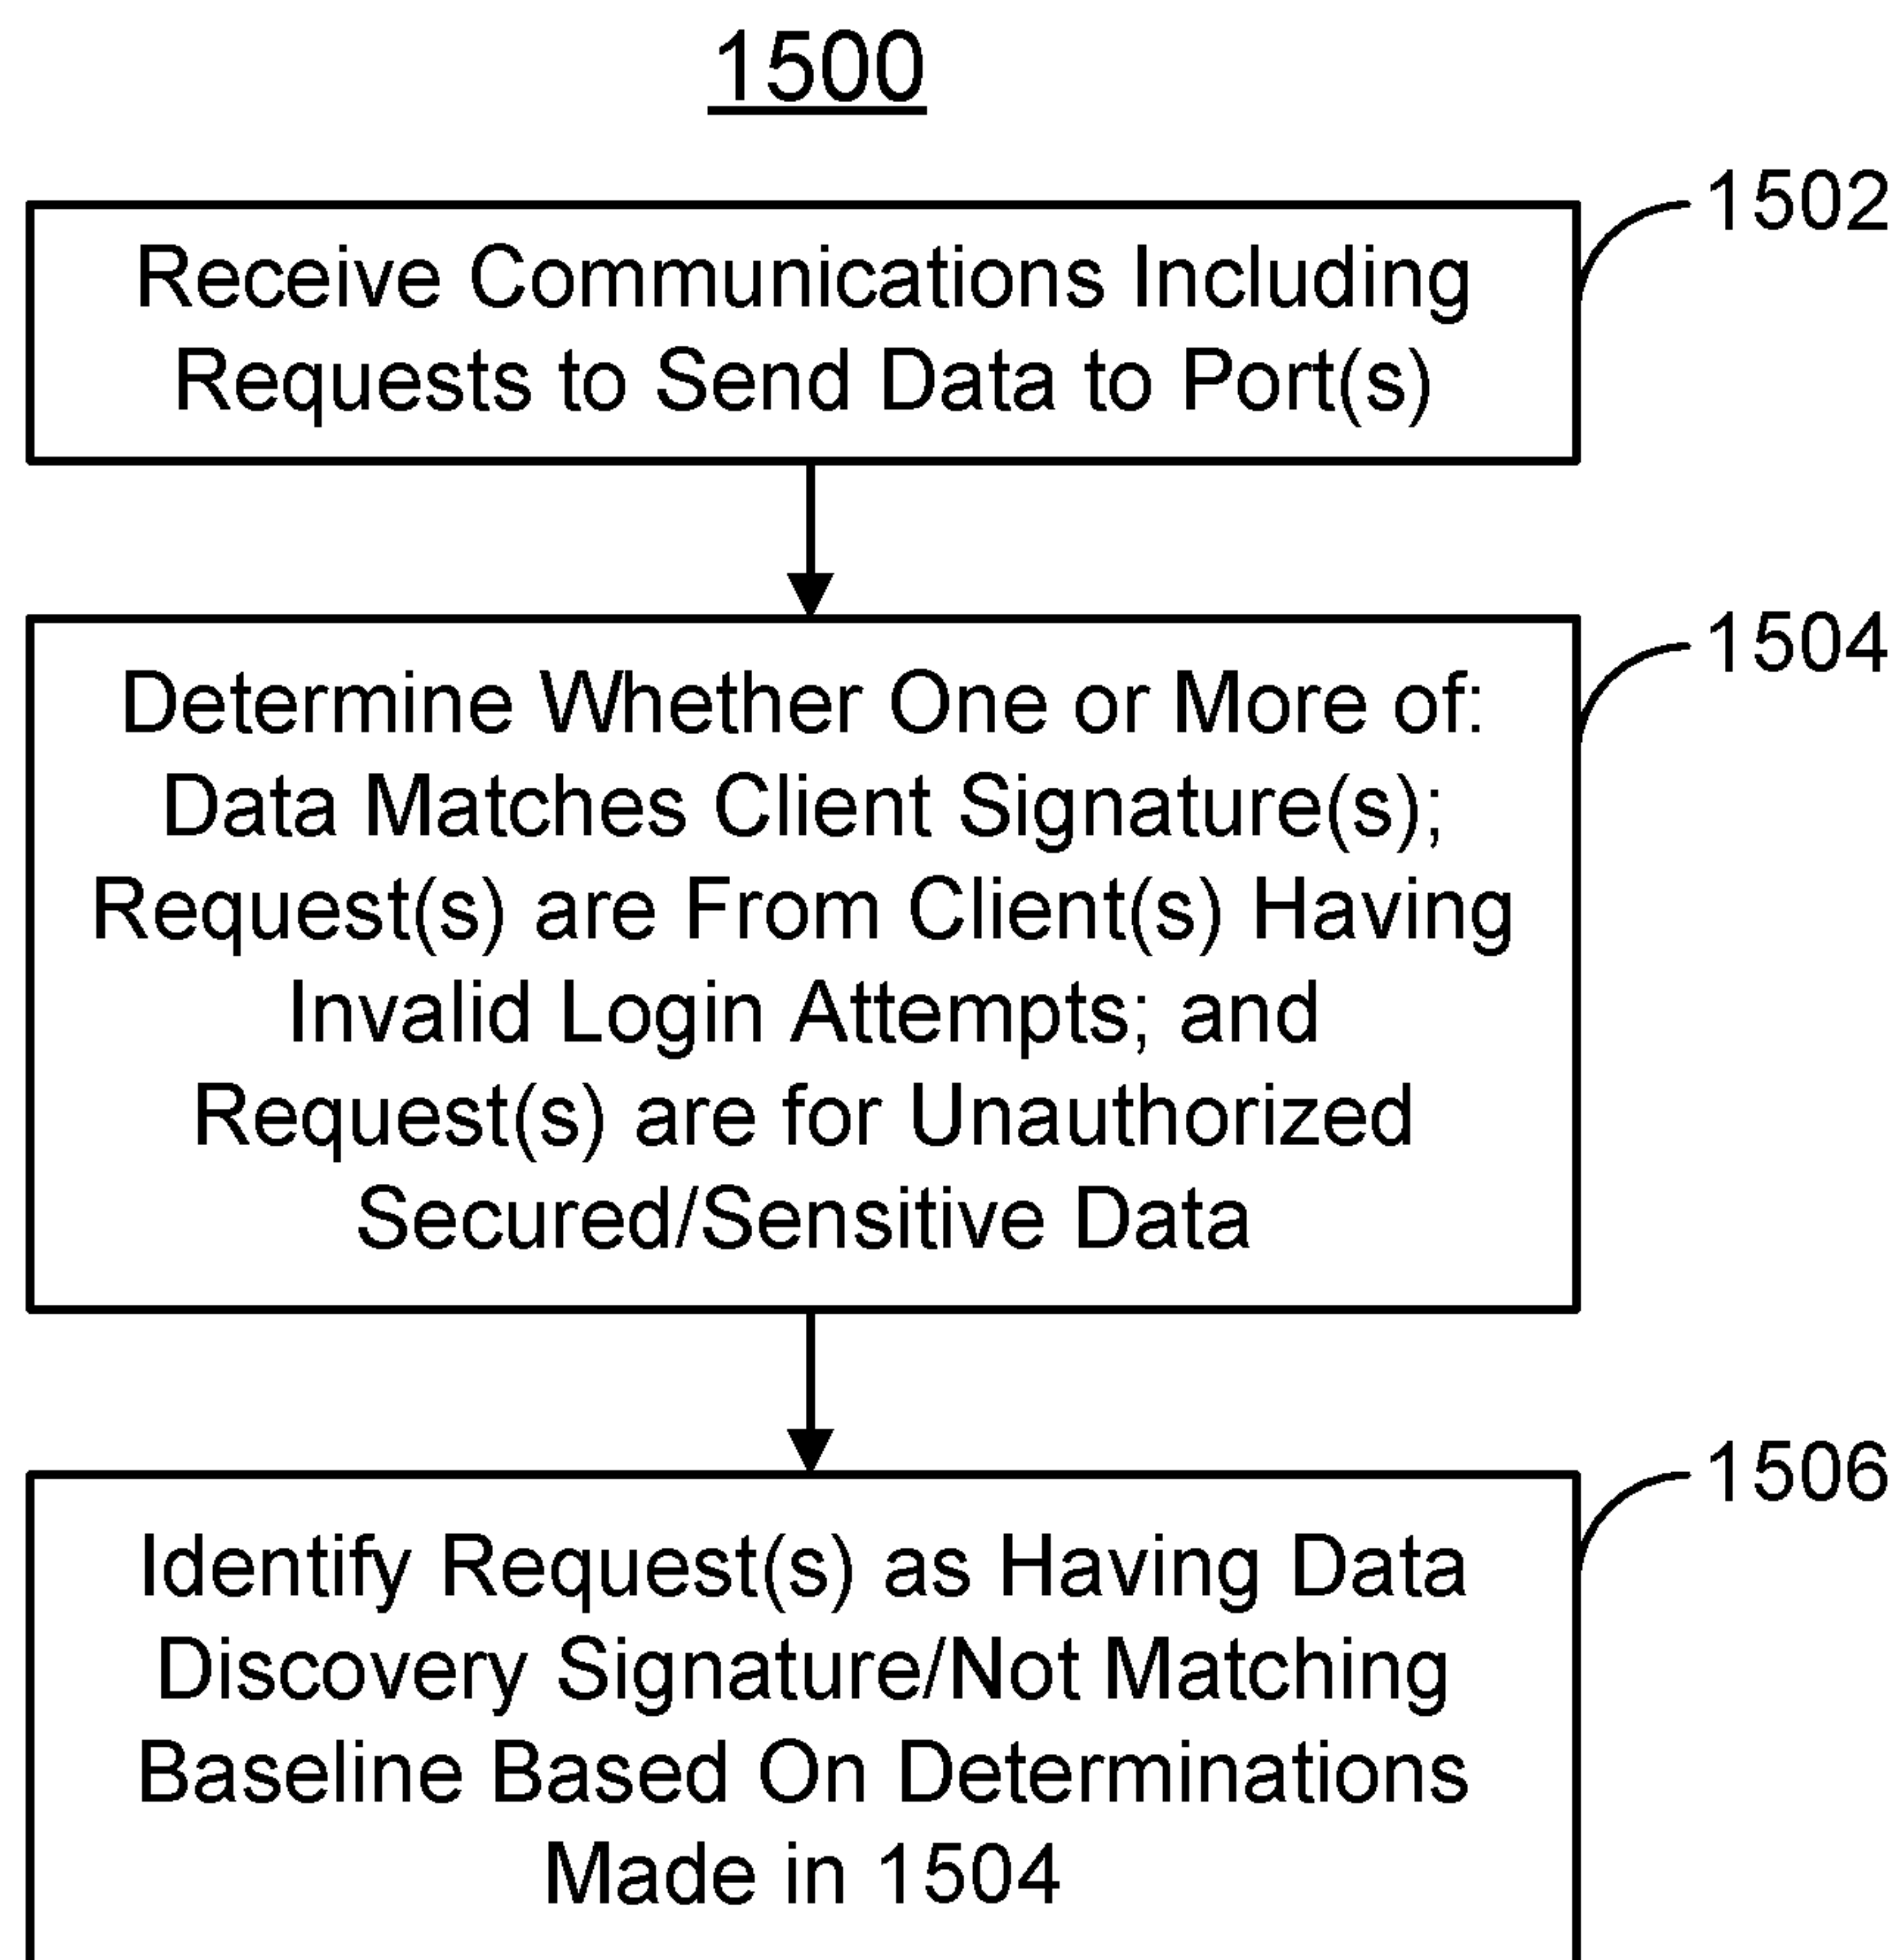 1500
1502
Receive Communications Including
Requests to Send Data to Port(s)
1504
Determine Whether One or More of:
Data Matches Client Signature(s);
Request(s) are From Client(s) Having
Invalid Login Attempts; and
Request(s) are for Unauthorized
Secured/Sensitive Data
1506
Identify Request(s) as Having Data
Discovery Signature/Not Matching
Baseline Based On Determinations
Made in 1504